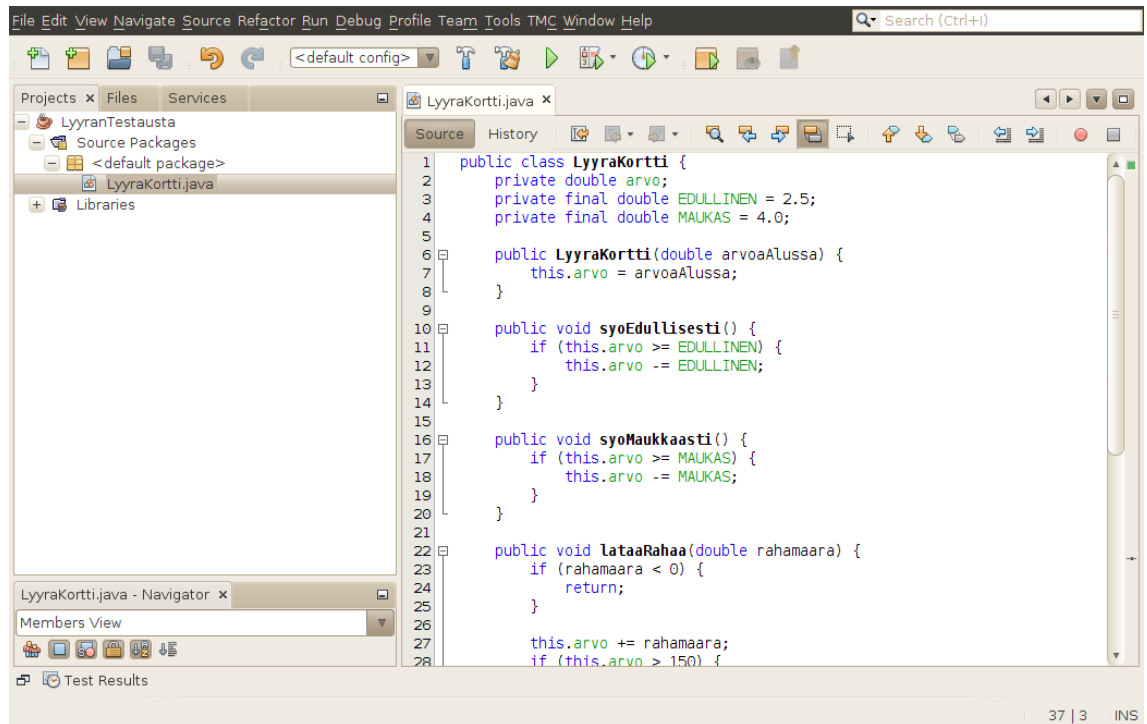 File Edit View Navigate Source Refactor Run Debug Profile Team Tools TMC Window Help
Search (Ctrl+I)
<default config>
Projects Files Services
LyyranTestausta
Source Packages
<default package>
LyyraKortti.java
Libraries
LyyraKortti.java - Navigator
Members View
LyyraKortti.java
Source History
1 public class LyyraKortti {
2     private double arvo;
3     private final double EDULLINEN = 2.5;
4     private final double MAUKAS = 4.0;
5
6     public LyyraKortti(double arvoaAlussa) {
7         this.arvo = arvoaAlussa;
8     }
9
10     public void syoEdullisesti() {
11         if (this.arvo >= EDULLINEN) {
12             this.arvo -= EDULLINEN;
13         }
14     }
15
16     public void syoMaukkaasti() {
17         if (this.arvo >= MAUKAS) {
18             this.arvo -= MAUKAS;
19         }
20     }
21
22     public void lataaRahaa(double rahamaara) {
23         if (rahamaara < 0) {
24             return;
25         }
26
27         this.arvo += rahamaara;
28         if (this.arvo > 150) {
Test Results
37 | 3 INS